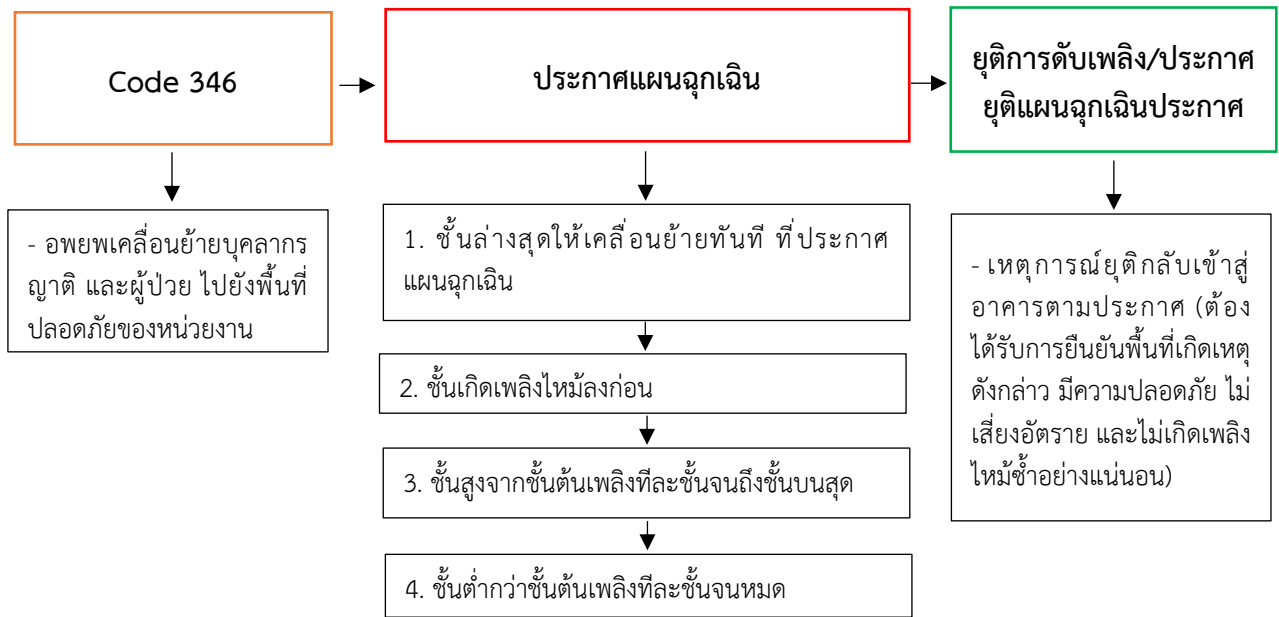 Code 346
ประกาศแผนฉุกเฉิน
ยุติการดับเพลิง/ประกาศ
ยุติแผนฉุกเฉินประกาศ
- อพยพเคลื่อนย้ายบุคลากร
ญาติ และผู้ป่วย ไปยังพื้นที่
ปลอดภัยของหน่วยงาน
1. ชั้นล่างสุดให้เคลื่อนย้ายทันที ที่ประกาศ
แผนฉุกเฉิน
2. ชั้นเกิดเพลิงไหม้ลงก่อน
3. ชั้นสูงจากชั้นต้นเพลิงทีละชั้นจนถึงชั้นบนสุด
4. ชั้นต่ำกว่าชั้นต้นเพลิงทีละชั้นจนหมด
- เหตุการณ์ยุติกลับเข้าสู่
อาคารตามประกาศ (ต้อง
ได้รับการยืนยันพื้นที่เกิดเหตุ
ดังกล่าว มีความปลอดภัย ไม่
เสี่ยงอัตราย และไม่เกิดเพลิง
ไหม้ซ้ำอย่างแน่นอน)